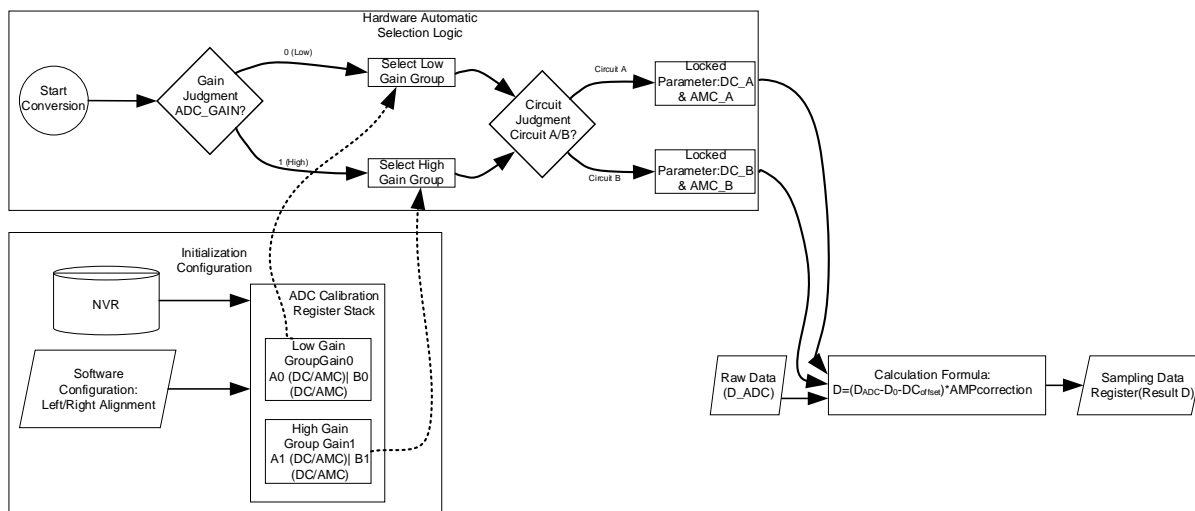 Hardware Automatic
Selection Logic
Start
Conversion
Gain
Judgment
ADC_GAIN?
0 (Low)
1 (High)
Select Low
Gain Group
Select High
Gain Group
Circuit
Judgment
Circuit A/B?
Circuit A
Circuit B
Locked
Parameter:DC_A
& AMC_A
Locked
Parameter:DC_B
& AMC_B
Initialization
Configuration
NVR
Software
Configuration:
Left/Right Alignment
ADC Calibration
Register Stack
Low Gain
GroupGain0
A0 (DC/AMC)| B0
(DC/AMC)
High Gain
Group Gain1
A1 (DC/AMC)| B1
(DC/AMC)
Raw Data
(D_ADC)
Calculation Formula:
D=(DADC-D0-DCoffset)*AMPcorrection
Sampling Data
Register(Result D)